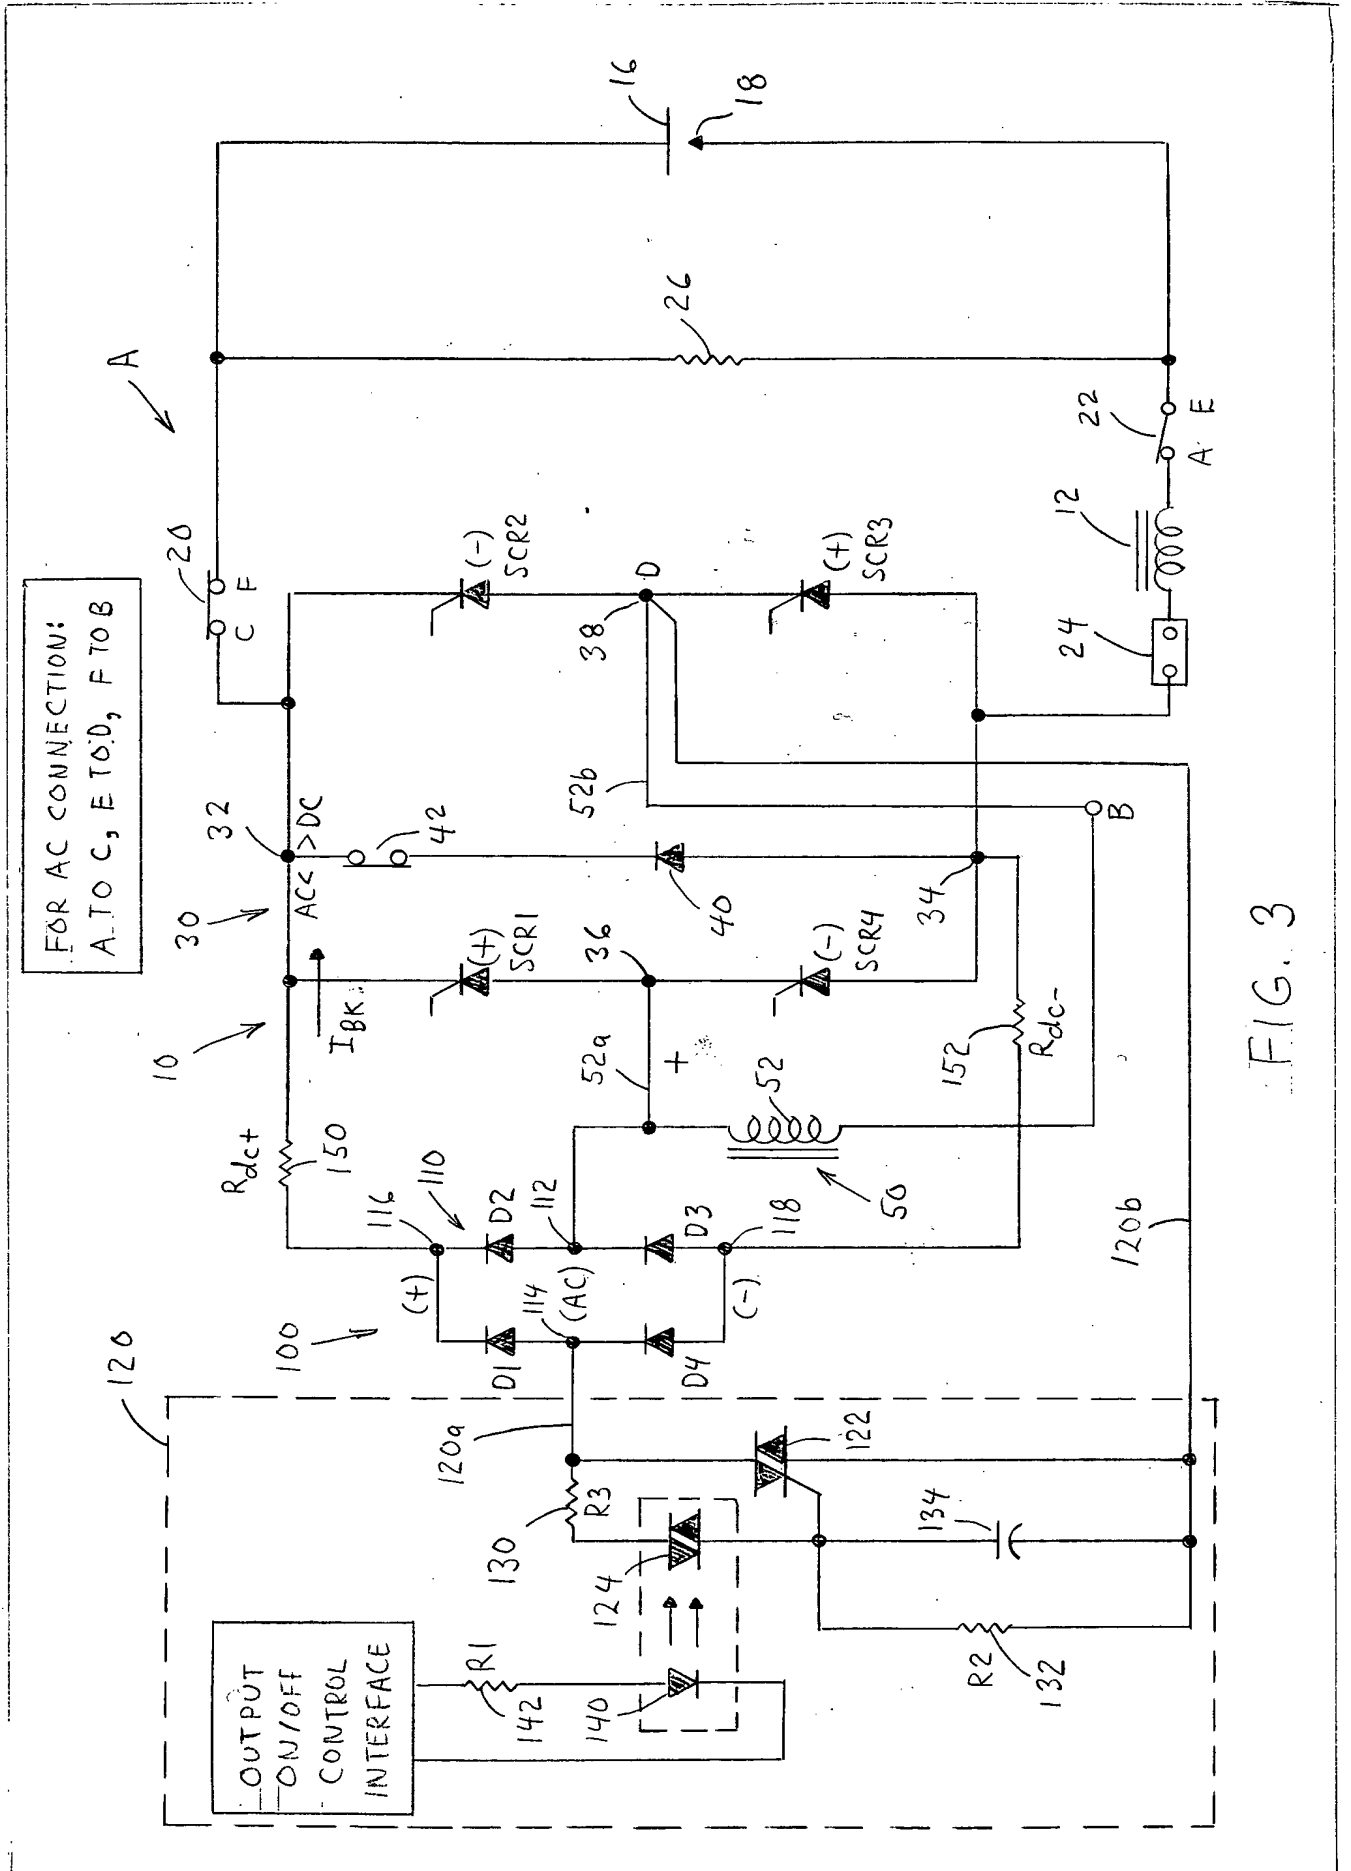 FOR AC CONNECTION:
A TO C, E TO D, F TO B
120
100
10
30
32
20
A
16
18
OUTPUT
ON/OFF
CONTROL
INTERFACE
R1
142
140
124
130
R3
120a
122
R2
132
134
120b
(+)
116
110
D1
D2
114
112
(AC)
D4
D3
(-)
118
Rdc+
150
IBK
AC<
>DC
42
(+)
SCR1
36
52a
+
52
50
(-)
SCR4
40
34
152
Rdc-
52b
B
C
F
(-)
SCR2
38
D
(+)
SCR3
26
24
12
22
A
E
FIG. 3